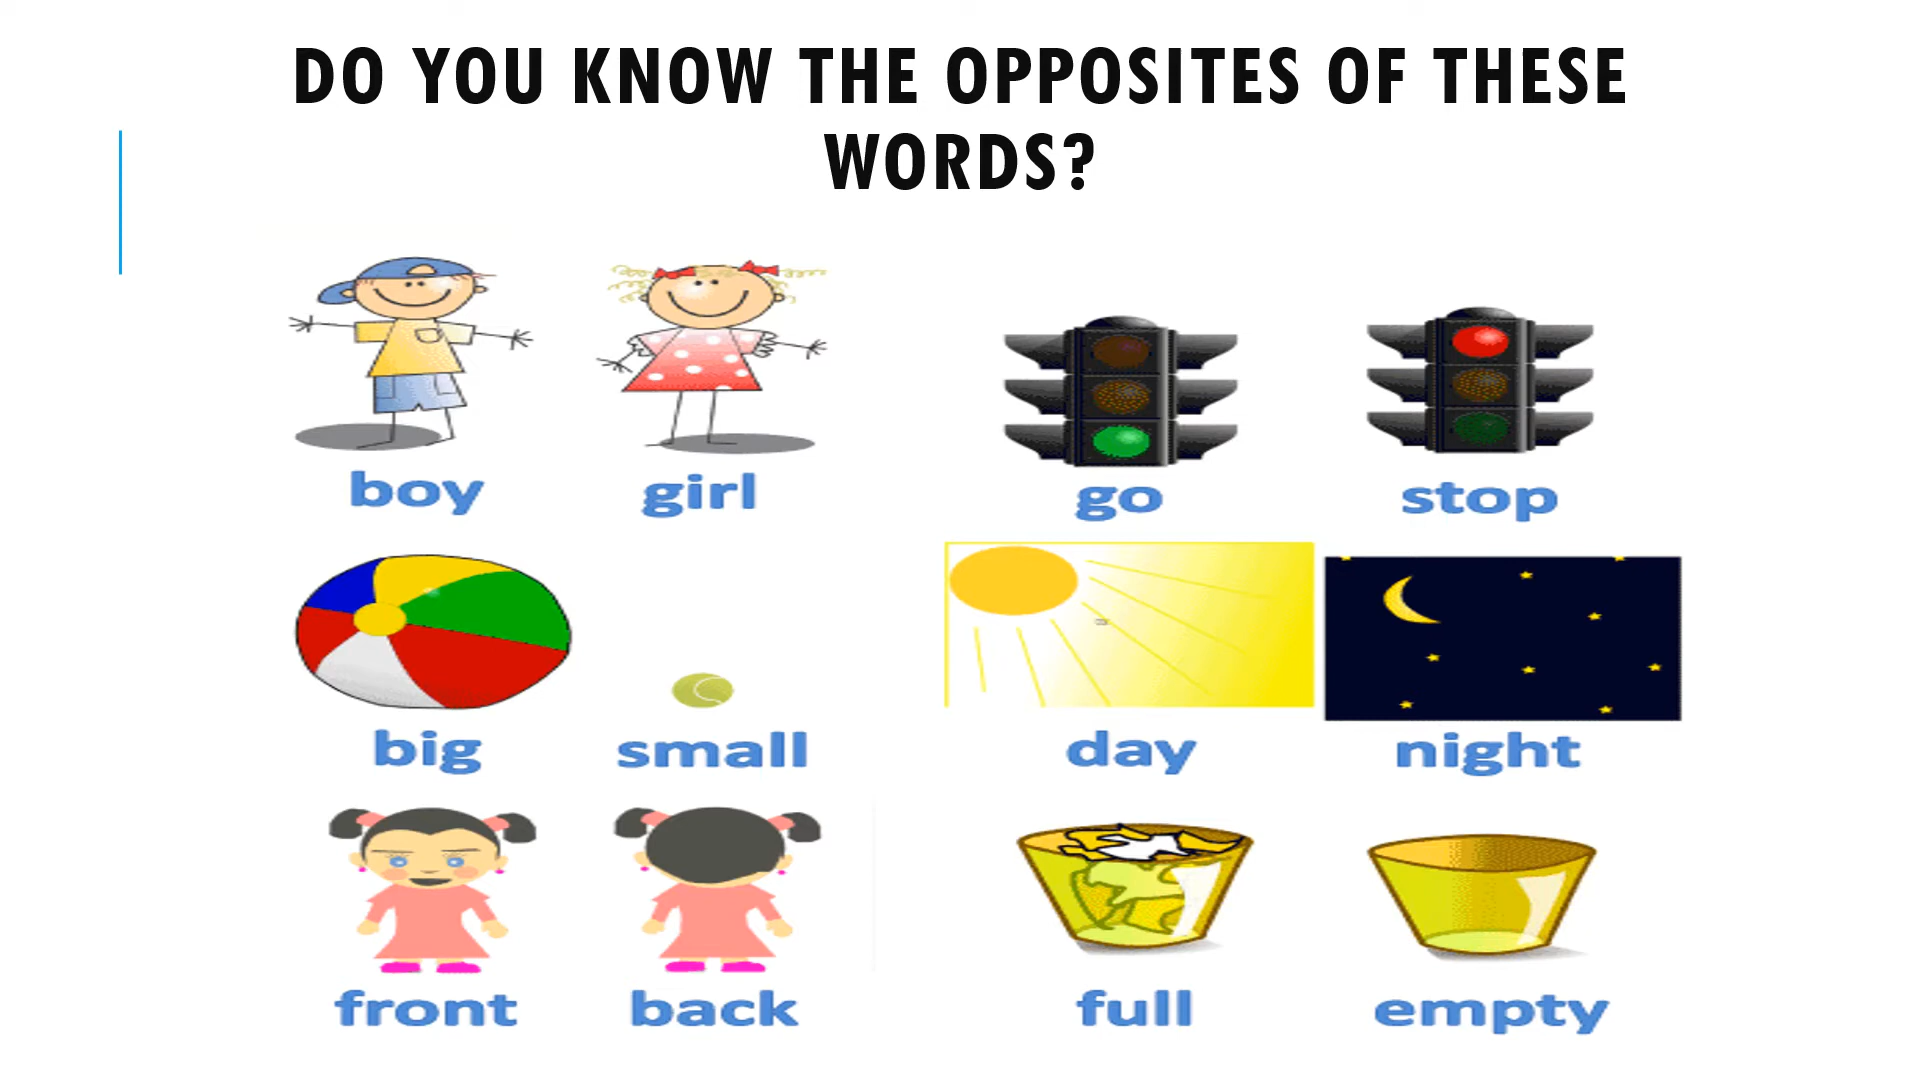 DO YOU KNOW THE OPPOSITES OF THESE
WORDS?
boy girl go stop
big small day night
front back full empty